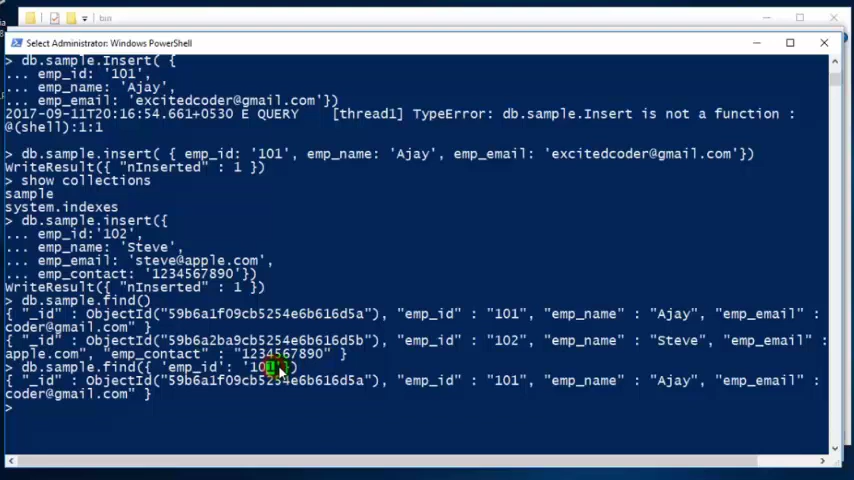 bin
Select Administrator: Windows PowerShell
> db.sample.Insert( {
... emp_id: '101',
... emp_name: 'Ajay',
... emp_email: 'excitedcoder@gmail.com'})
2017-09-11T20:16:54.661+0530 E QUERY    [thread1] TypeError: db.sample.Insert is not a function :
@(shell):1:1
> db.sample.insert( { emp_id: '101', emp_name: 'Ajay', emp_email: 'excitedcoder@gmail.com'})
WriteResult({ "nInserted" : 1 })
> show collections
sample
system.indexes
> db.sample.insert({
... emp_id:'102',
... emp_name: 'Steve',
... emp_email: 'steve@apple.com',
... emp_contact: '1234567890'})
WriteResult({ "nInserted" : 1 })
> db.sample.find()
{ "_id" : ObjectId("59b6a1f09cb5254e6b616d5a"), "emp_id" : "101", "emp_name" : "Ajay", "emp_email" :
coder@gmail.com" }
{ "_id" : ObjectId("59b6a2ba9cb5254e6b616d5b"), "emp_id" : "102", "emp_name" : "Steve", "emp_email" :
apple.com", "emp_contact" : "1234567890" }
> db.sample.find({ 'emp_id': '101'})
{ "_id" : ObjectId("59b6a1f09cb5254e6b616d5a"), "emp_id" : "101", "emp_name" : "Ajay", "emp_email" :
coder@gmail.com" }
>